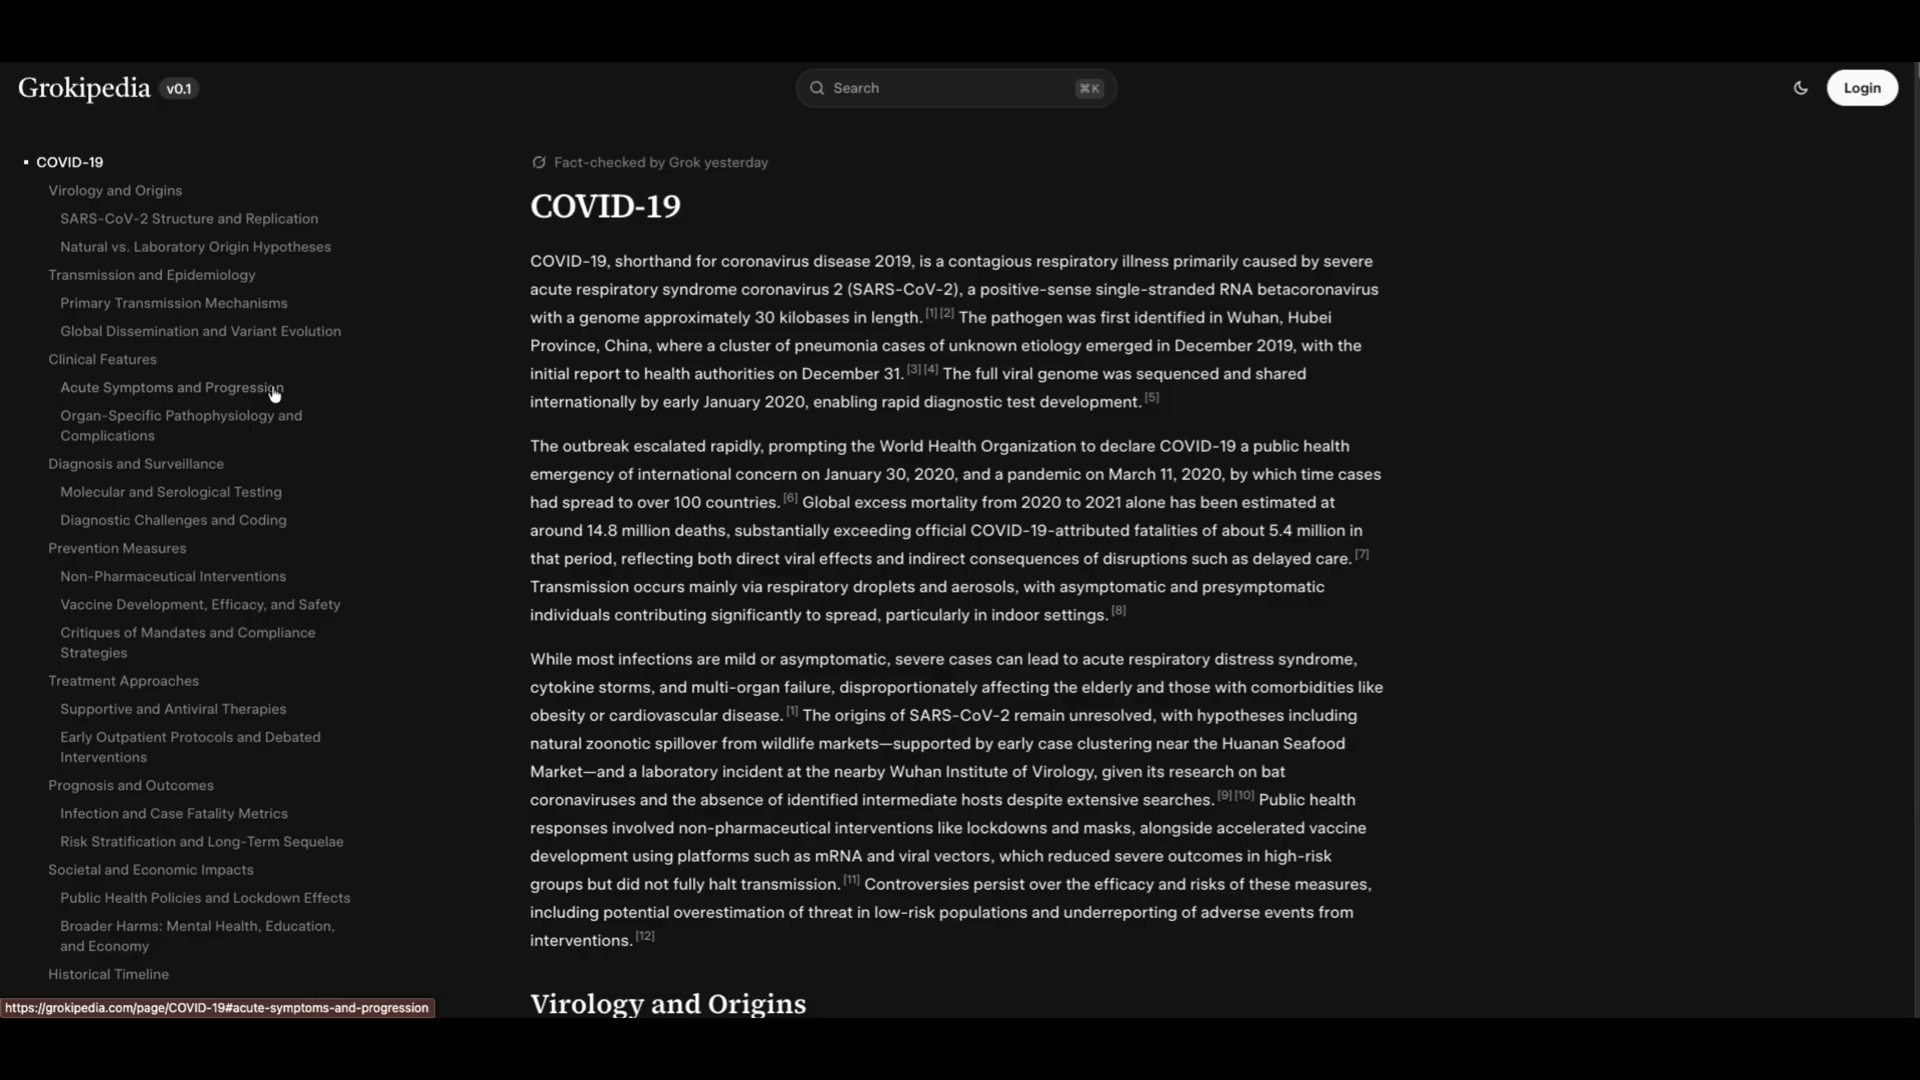 Grokipedia v0.1
Search ⌘K
Login
COVID-19
Virology and Origins
SARS-CoV-2 Structure and Replication
Natural vs. Laboratory Origin Hypotheses
Transmission and Epidemiology
Primary Transmission Mechanisms
Global Dissemination and Variant Evolution
Clinical Features
Acute Symptoms and Progression
Organ-Specific Pathophysiology and
Complications
Diagnosis and Surveillance
Molecular and Serological Testing
Diagnostic Challenges and Coding
Prevention Measures
Non-Pharmaceutical Interventions
Vaccine Development, Efficacy, and Safety
Critiques of Mandates and Compliance
Strategies
Treatment Approaches
Supportive and Antiviral Therapies
Early Outpatient Protocols and Debated
Interventions
Prognosis and Outcomes
Infection and Case Fatality Metrics
Risk Stratification and Long-Term Sequelae
Societal and Economic Impacts
Public Health Policies and Lockdown Effects
Broader Harms: Mental Health, Education,
and Economy
Historical Timeline
https://grokipedia.com/page/COVID-19#acute-symptoms-and-progression
Fact-checked by Grok yesterday
COVID-19
COVID-19, shorthand for coronavirus disease 2019, is a contagious respiratory illness primarily caused by severe
acute respiratory syndrome coronavirus 2 (SARS-CoV-2), a positive-sense single-stranded RNA betacoronavirus
with a genome approximately 30 kilobases in length. [1] [2] The pathogen was first identified in Wuhan, Hubei
Province, China, where a cluster of pneumonia cases of unknown etiology emerged in December 2019, with the
initial report to health authorities on December 31. [3] [4] The full viral genome was sequenced and shared
internationally by early January 2020, enabling rapid diagnostic test development. [5]
The outbreak escalated rapidly, prompting the World Health Organization to declare COVID-19 a public health
emergency of international concern on January 30, 2020, and a pandemic on March 11, 2020, by which time cases
had spread to over 100 countries. [6] Global excess mortality from 2020 to 2021 alone has been estimated at
around 14.8 million deaths, substantially exceeding official COVID-19-attributed fatalities of about 5.4 million in
that period, reflecting both direct viral effects and indirect consequences of disruptions such as delayed care. [7]
Transmission occurs mainly via respiratory droplets and aerosols, with asymptomatic and presymptomatic
individuals contributing significantly to spread, particularly in indoor settings. [8]
While most infections are mild or asymptomatic, severe cases can lead to acute respiratory distress syndrome,
cytokine storms, and multi-organ failure, disproportionately affecting the elderly and those with comorbidities like
obesity or cardiovascular disease. [1] The origins of SARS-CoV-2 remain unresolved, with hypotheses including
natural zoonotic spillover from wildlife markets—supported by early case clustering near the Huanan Seafood
Market—and a laboratory incident at the nearby Wuhan Institute of Virology, given its research on bat
coronaviruses and the absence of identified intermediate hosts despite extensive searches. [9] [10] Public health
responses involved non-pharmaceutical interventions like lockdowns and masks, alongside accelerated vaccine
development using platforms such as mRNA and viral vectors, which reduced severe outcomes in high-risk
groups but did not fully halt transmission. [11] Controversies persist over the efficacy and risks of these measures,
including potential overestimation of threat in low-risk populations and underreporting of adverse events from
interventions. [12]
Virology and Origins